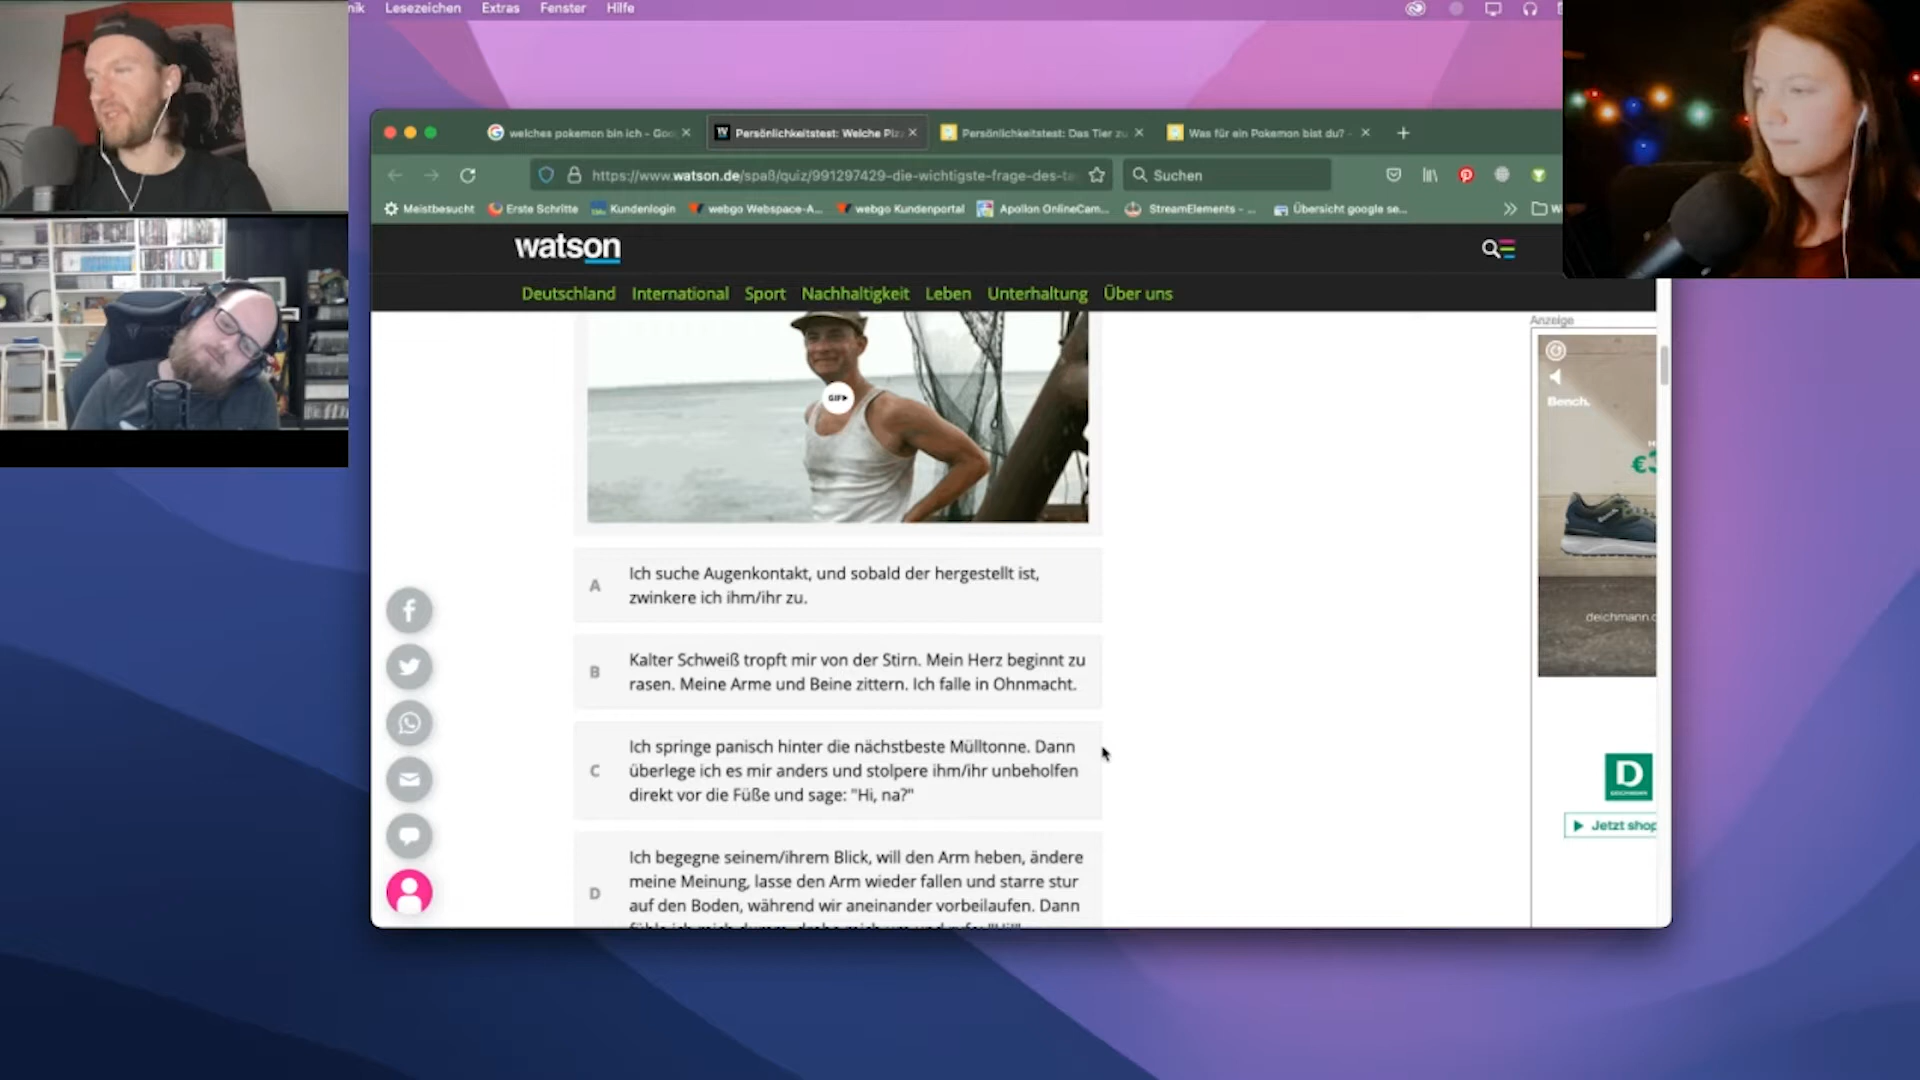 nik Lesezeichen Extras Fenster Hilfe
welches pokemon bin ich - Goo
Persönlichkeitstest: Welche Piz
Persönlichkeitstest: Das Tier zu
Was für ein Pokemon bist du? -
https://www.watson.de/spaß/quiz/991297429-die-wichtigste-frage-des-ta
Suchen
Meistbesucht Erste Schritte Kundenlogin webgo Webspace-A... webgo Kundenportal Apollon OnlineCam... StreamElements - ... Übersicht google se... W
watson
Deutschland International Sport Nachhaltigkeit Leben Unterhaltung Über uns
Anzeige
Bench.
GIF
€3
A
Ich suche Augenkontakt, und sobald der hergestellt ist,
zwinkere ich ihm/ihr zu.
deichmann.c
B
Kalter Schweiß tropft mir von der Stirn. Mein Herz beginnt zu
rasen. Meine Arme und Beine zittern. Ich falle in Ohnmacht.
C
Ich springe panisch hinter die nächstbeste Mülltonne. Dann
überlege ich es mir anders und stolpere ihm/ihr unbeholfen
direkt vor die Füße und sage: "Hi, na?"
D
DEICHMANN
Jetzt shop
D
Ich begegne seinem/ihrem Blick, will den Arm heben, ändere
meine Meinung, lasse den Arm wieder fallen und starre stur
auf den Boden, während wir aneinander vorbeilaufen. Dann